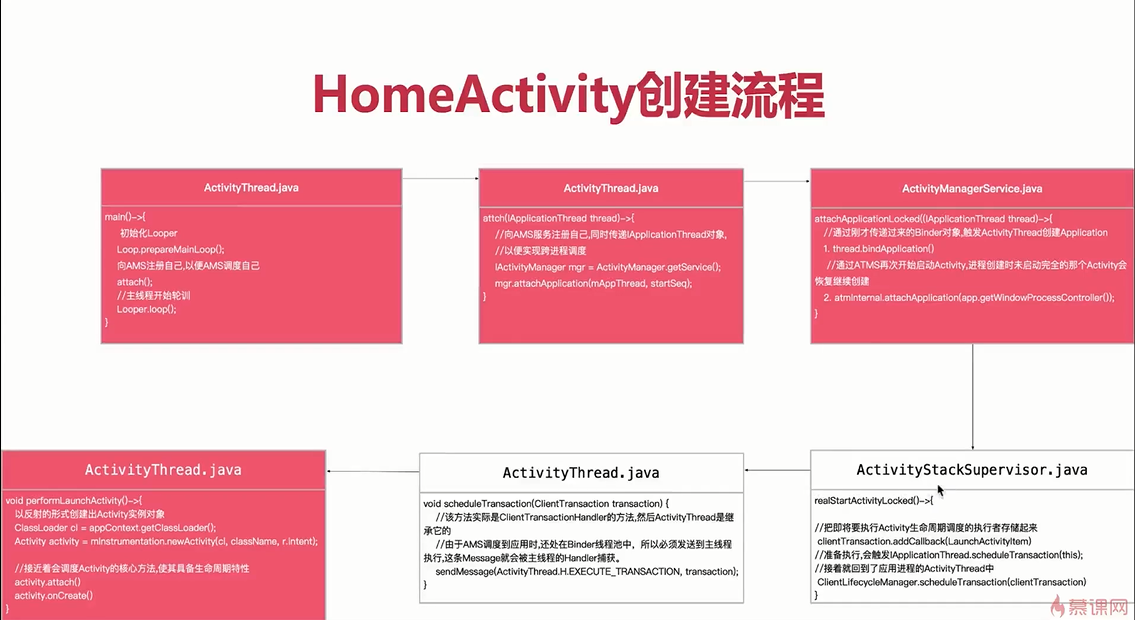 HomeActivity创建流程
ActivityThread.java
main()->{
初始化Looper
Loop.prepareMainLoop();
向AMS注册自己,以便AMS调度自己
attach();
//主线程开始轮训
Looper.loop();
}
ActivityThread.java
attch(IApplicationThread thread)->{
//向AMS服务注册自己,同时传递IApplicationThread对象,
//以便实现跨进程调度
IActivityManager mgr = ActivityManager.getService();
mgr.attachApplication(mAppThread, startSeq);
}
ActivityManagerService.java
attachApplicationLocked((IApplicationThread thread)->{
//通过刚才传递过来的Binder对象,触发ActivityThread创建Application
1. thread.bindApplication()
//通过ATMS再次开始启动Activity,进程创建时未启动完全的那个Activity会
恢复继续创建
2. atmInternal.attachApplication(app.getWindowProcessController());
}
ActivityStackSupervisor.java
realStartActivityLocked()->{
//把即将要执行Activity生命周期调度的执行者存储起来
clientTransaction.addCallback(LaunchActivityItem)
//准备执行,会触发IApplicationThread.scheduleTransaction(this);
//接着就回到了应用进程的ActivityThread中
ClientLifecycleManager.scheduleTransaction(clientTransaction)
}
ActivityThread.java
void scheduleTransaction(ClientTransaction transaction) {
//该方法实际是ClientTransactionHandler的方法,然后ActivityThread是继
承它的
//由于AMS调度到应用时,还处在Binder线程池中，所以必须发送到主线程
执行,这条Message就会被主线程的Handler捕获。
sendMessage(ActivityThread.H.EXECUTE_TRANSACTION, transaction);
}
ActivityThread.java
void performLaunchActivity()->{
以反射的形式创建出Activity实例对象
ClassLoader cl = appContext.getClassLoader();
Activity activity = mInstrumentation.newActivity(cl, className, r.intent);
//接近着会调度Activity的核心方法,使其具备生命周期特性
activity.attach()
activity.onCreate()
}
慕课网